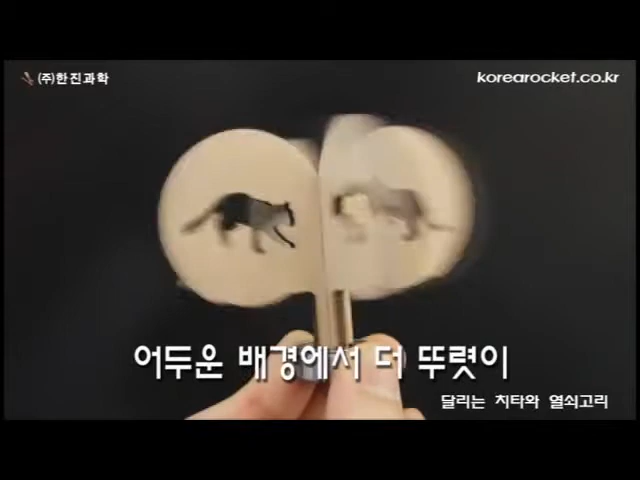 (주)한진과학
korearocket.co.kr
어두운 배경에서 더 뚜렷이
달리는 치타와 열쇠고리